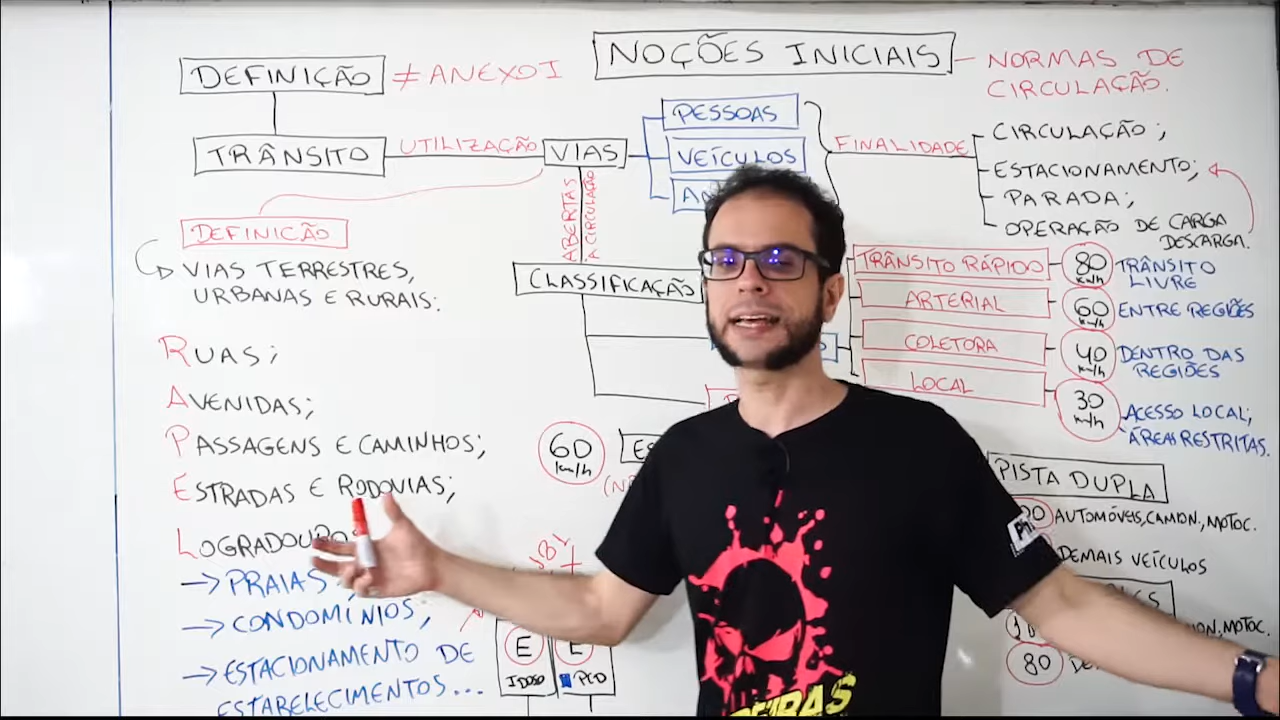 NOÇÕES INICIAIS
NORMAS DE
CIRCULAÇÃO.
DEFINIÇÃO
≠ ANEXO I
TRÂNSITO
UTILIZAÇÃO
VIAS
PESSOAS
VEÍCULOS
FINALIDADE
CIRCULAÇÃO;
ESTACIONAMENTO;
PARADA;
OPERAÇÃO DE CARGA
DESCARGA.
ABERTAS
A CIRCULAÇÃO
DEFINIÇÃO
VIAS TERRESTRES,
URBANAS E RURAIS:
RUAS;
AVENIDAS;
PASSAGENS E CAMINHOS;
ESTRADAS E RODOVIAS;
→ PRAIAS;
→ CONDOMÍNIOS;
→ ESTACIONAMENTO DE
ESTABELECIMENTOS...
CLASSIFICAÇÃO
TRÂNSITO RÁPIDO
80
km/h
TRÂNSITO
LIVRE
ARTERIAL
60
km/h
ENTRE REGIÕES
COLETORA
40
km/h
DENTRO DAS
REGIÕES
LOCAL
30
km/h
ACESSO LOCAL;
ÁREAS RESTRITAS.
60
km/h
PISTA DUPLA
AUTOMÓVEIS, CAMION., MOTOC.
DEMAIS VEÍCULOS
MOTOC.
80
E
IDOSO
E
PCD